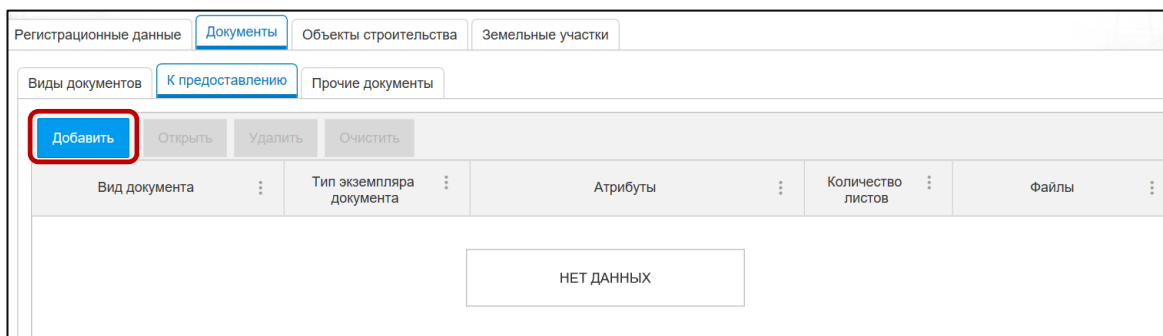 Регистрационные данные Документы Объекты строительства Земельные участки
Виды документов К предоставлению Прочие документы
Добавить Открыть Удалить Очистить
Вид документа Тип экземпляра документа Атрибуты Количество листов Файлы
НЕТ ДАННЫХ